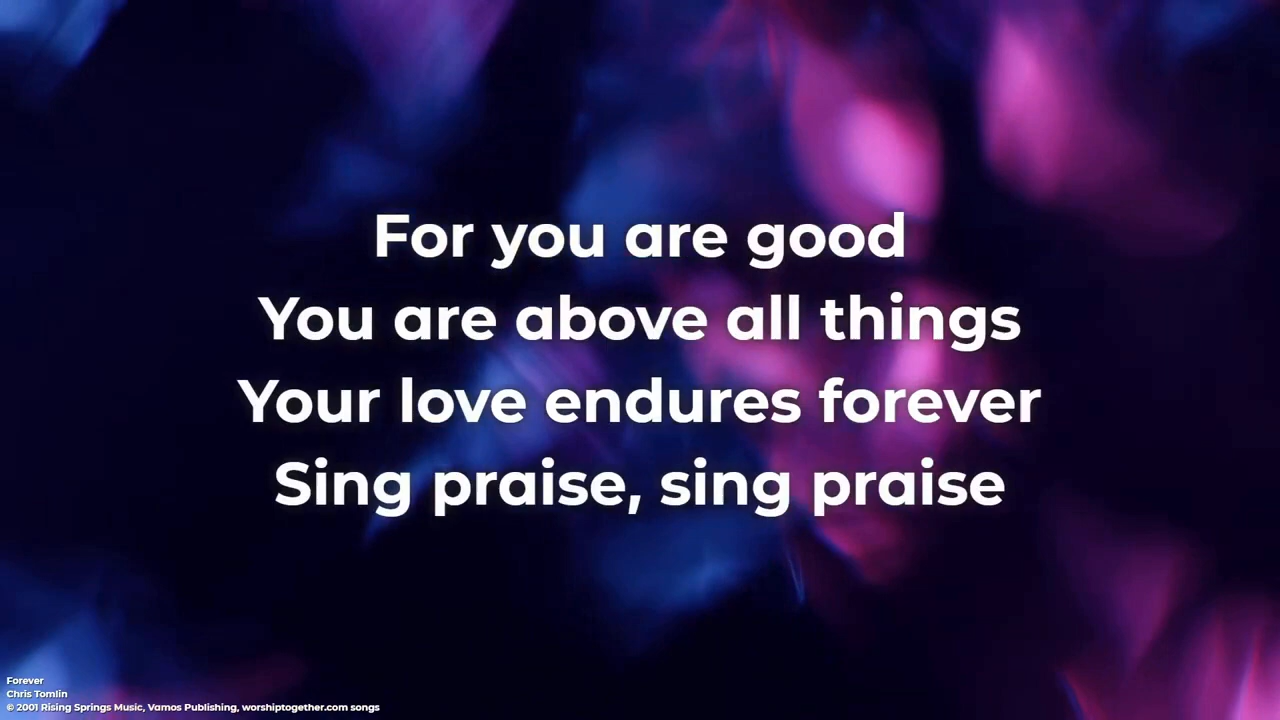 For you are good
You are above all things
Your love endures forever
Sing praise, sing praise
Forever
Chris Tomlin
© 2001 Rising Springs Music, Vamos Publishing, worshiptogether.com songs